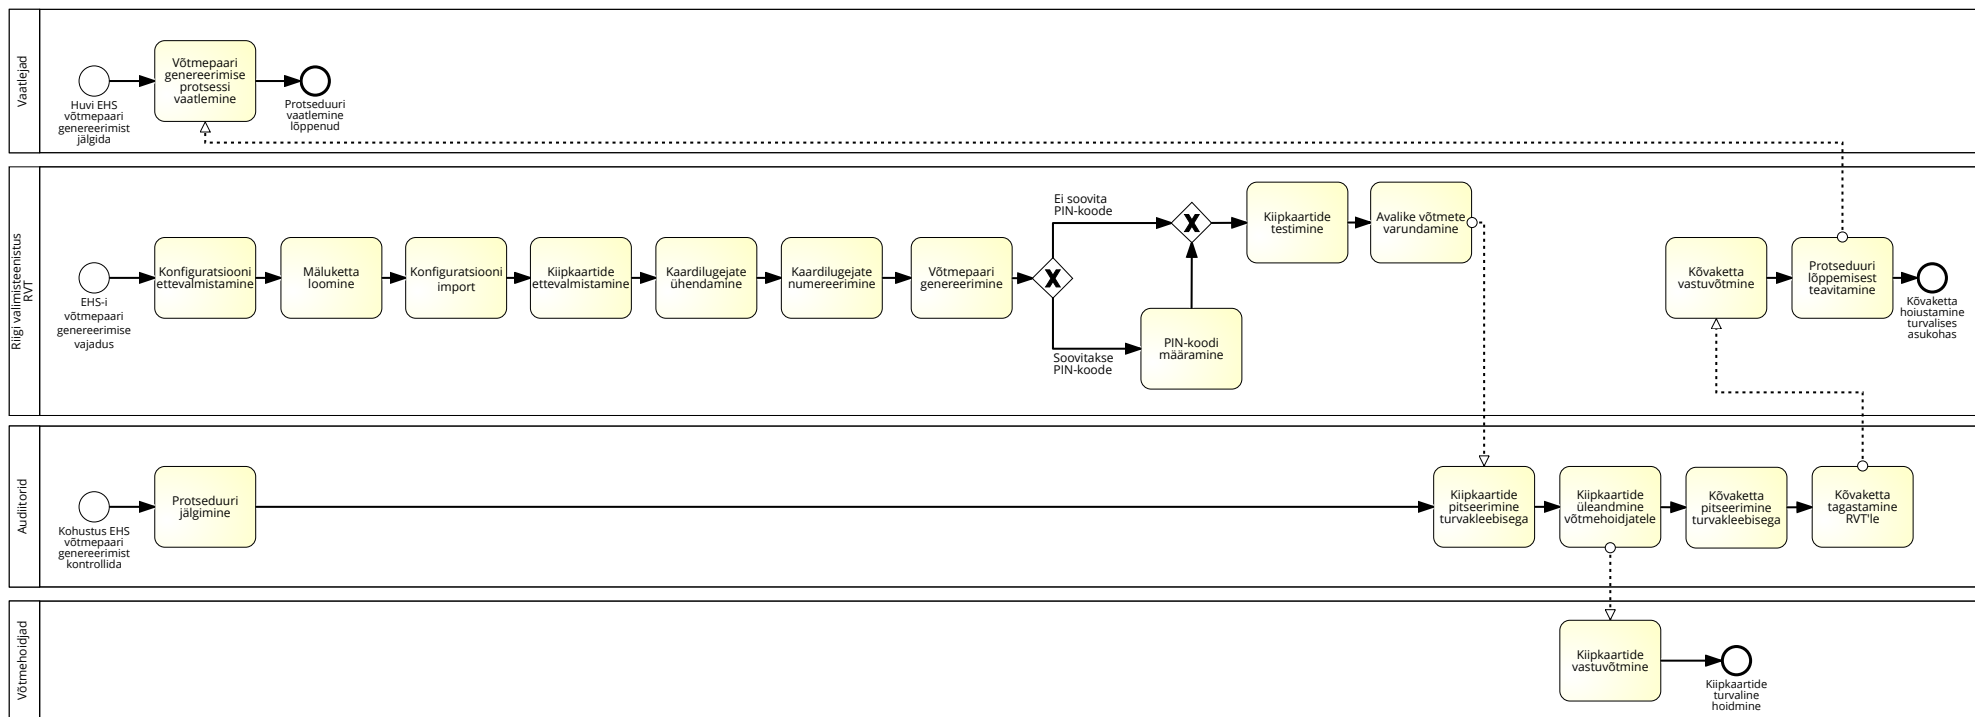 Vaatlejad
Huvi EHS
võtmepaari
genereerimist
jälgida
Võtmepaari
genereerimise
protsessi
vaatlemine
Protseduuri
vaatlemine
lõppenud
Riigi valimisteenistus
RVT
EHS-i
võtmepaari
genereerimise
vajadus
Konfiguratsiooni
ettevalmistamine
Mäluketta
loomine
Konfiguratsiooni
import
Kiipkaartide
ettevalmistamine
Kaardilugejate
ühendamine
Kaardilugejate
numereerimine
Võtmepaari
genereerimine
Ei soovita
PIN-koode
Soovitakse
PIN-koode
PIN-koodi
määramine
Kiipkaartide
testimine
Avalike võtmete
varundamine
Kõvaketta
vastuvõtmine
Protseduuri
lõppemisest
teavitamine
Kõvaketta
hoiustamine
turvalises
asukohas
Audiitorid
Kohustus EHS
võtmepaari
genereerimist
kontrollida
Protseduuri
jälgimine
Kiipkaartide
pitseerimine
turvakleebisega
Kiipkaartide
üleandmine
võtmehoidjatele
Kõvaketta
pitseerimine
turvakleebisega
Kõvaketta
tagastamine
RVT'le
Võtmehoidjad
Kiipkaartide
vastuvõtmine
Kiipkaartide
turvaline
hoidmine